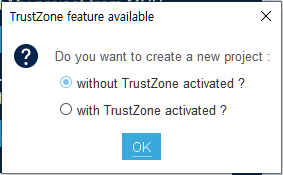 TrustZone feature available
Do you want to create a new project :
without TrustZone activated ?
with TrustZone activated ?
OK